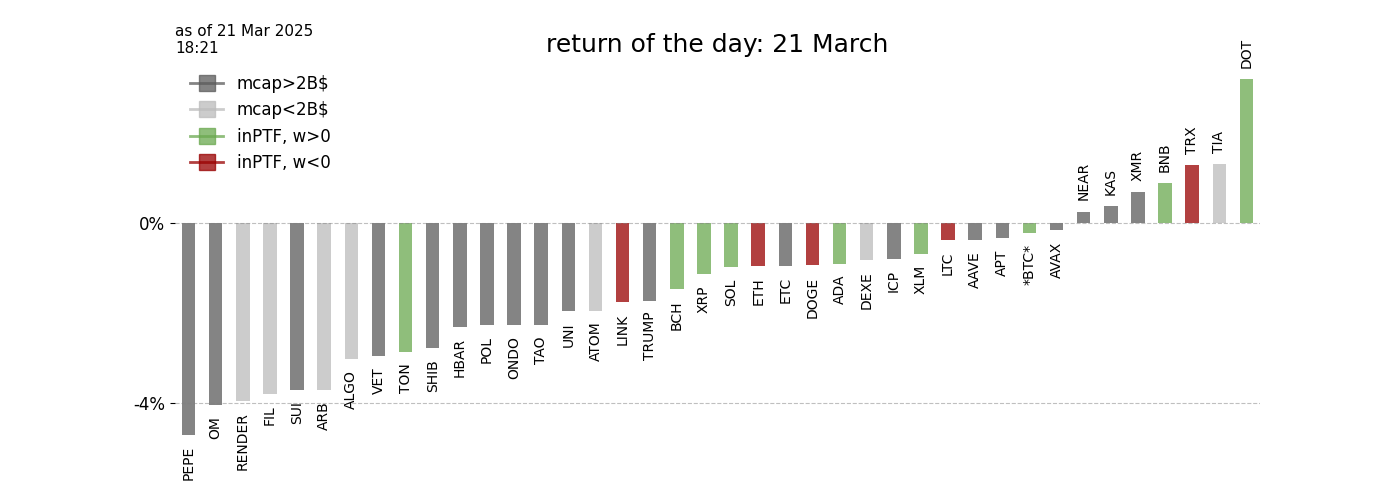 as of 21 Mar 2025
18:21
return of the day: 21 March
mcap>2B$
mcap<2B$
inPTF, w>0
inPTF, w<0
0%
-4%
PEPE
OM
RENDER
FIL
SUI
ARB
ALGO
VET
TON
SHIB
HBAR
POL
ONDO
TAO
UNI
ATOM
LINK
TRUMP
BCH
XRP
SOL
ETH
ETC
DOGE
ADA
DEXE
ICP
XLM
LTC
AAVE
APT
*BTC*
AVAX
NEAR
KAS
XMR
BNB
TRX
TIA
DOT